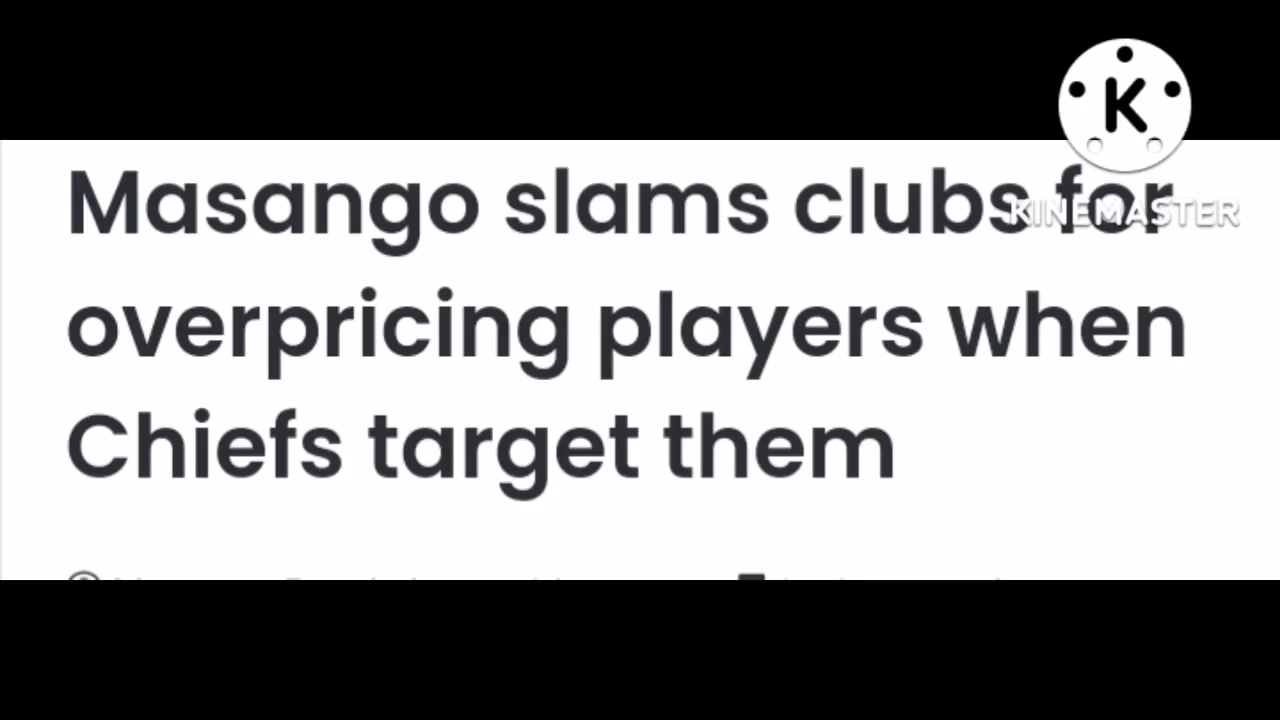 K
Masango slams clubs for
KINEMASTER
overpricing players when
Chiefs target them